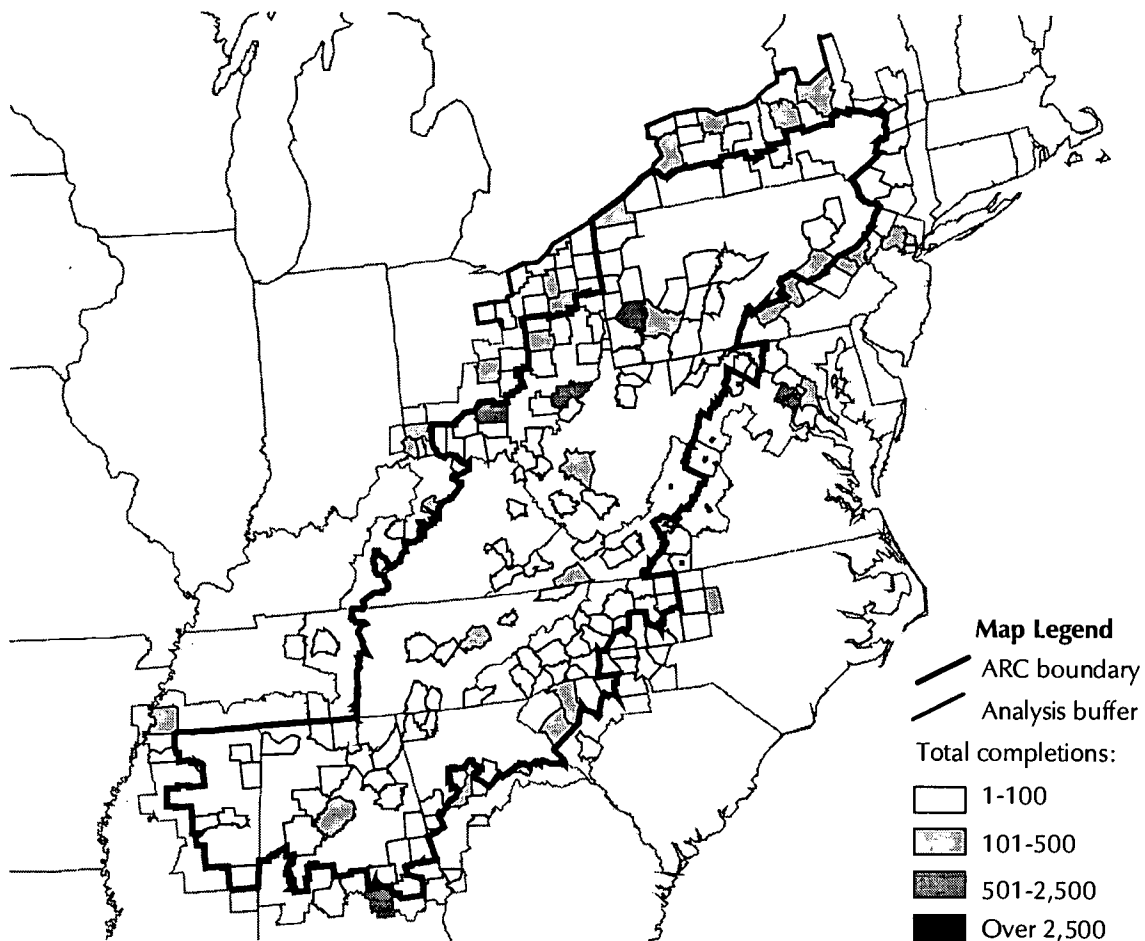 Map Legend
ARC boundary
Analysis buffer
Total completions:
1-100
101-500
501-2,500
Over 2,500